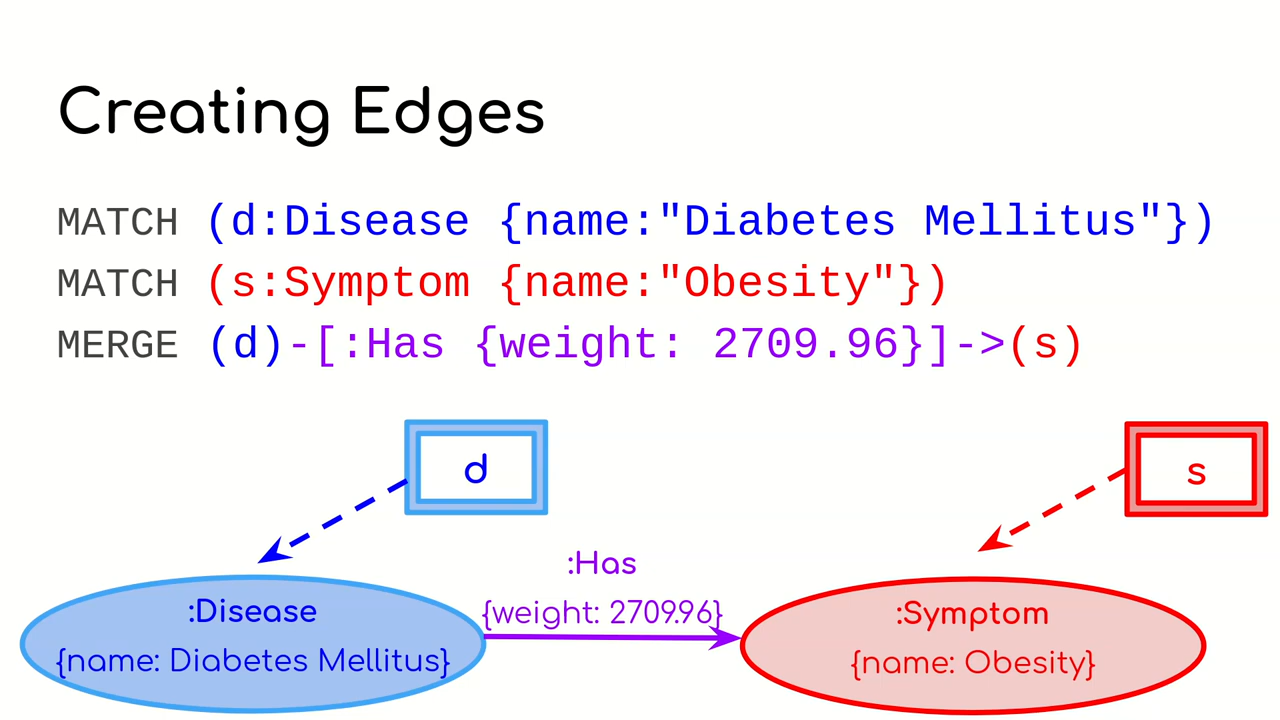 Creating Edges
MATCH (d:Disease {name:"Diabetes Mellitus"})
MATCH (s:Symptom {name:"Obesity"})
MERGE (d)-[:Has {weight: 2709.96}]->(s)
d
s
:Has
{weight: 2709.96}
:Disease
{name: Diabetes Mellitus}
:Symptom
{name: Obesity}